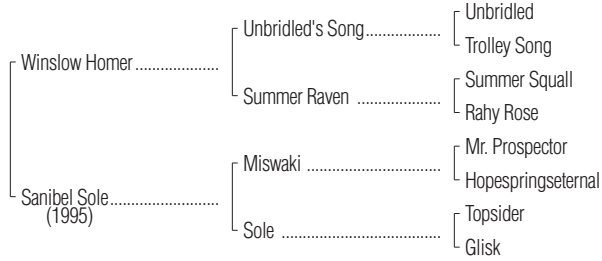 Unbridled
Unbridled's Song
Trolley Song
Winslow Homer
Summer Squall
Summer Raven
Rahy Rose
Mr. Prospector
Miswaki
Hopespringseternal
Sanibel Sole
(1995)
Topsider
Sole
Glisk